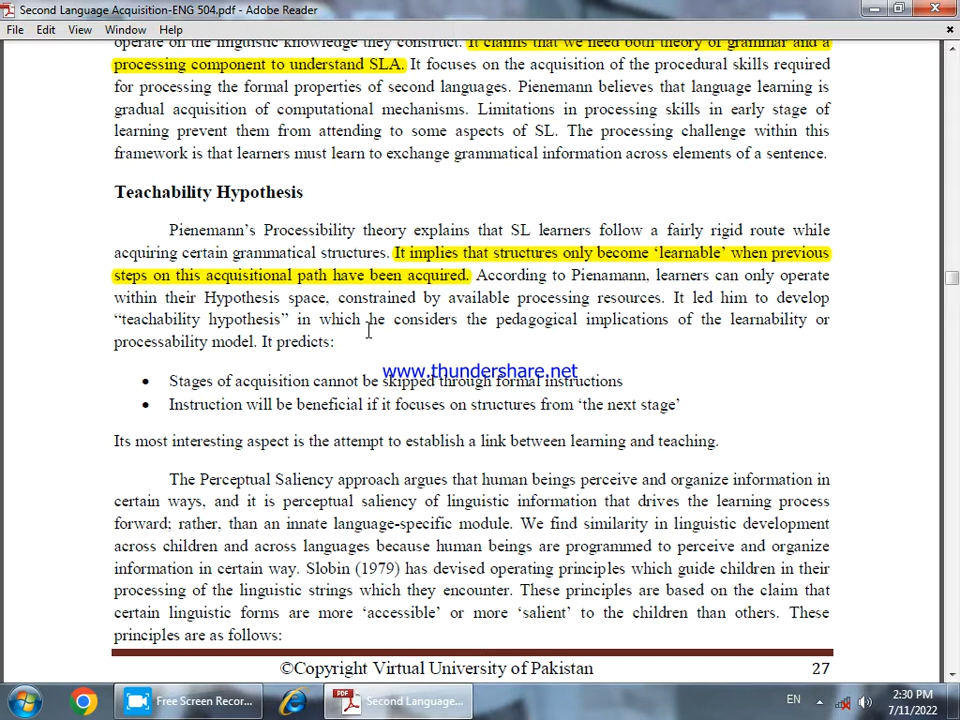 Second Language Acquisition-ENG 504.pdf - Adobe Reader
File Edit View Window Help
operate on the linguistic knowledge they construct. It claims that we need both theory of grammar and a
processing component to understand SLA. It focuses on the acquisition of the procedural skills required
for processing the formal properties of second languages. Pienemann believes that language learning is
gradual acquisition of computational mechanisms. Limitations in processing skills in early stage of
learning prevent them from attending to some aspects of SL. The processing challenge within this
framework is that learners must learn to exchange grammatical information across elements of a sentence.
Teachability Hypothesis
Pienemann's Processibility theory explains that SL learners follow a fairly rigid route while
acquiring certain grammatical structures. It implies that structures only become 'learnable' when previous
steps on this acquisitional path have been acquired. According to Pienamann, learners can only operate
within their Hypothesis space, constrained by available processing resources. It led him to develop
"teachability hypothesis" in which he considers the pedagogical implications of the learnability or
processability model. It predicts:
www.thundershare.net
• Stages of acquisition cannot be skipped through formal instructions
• Instruction will be beneficial if it focuses on structures from 'the next stage'
Its most interesting aspect is the attempt to establish a link between learning and teaching.
The Perceptual Saliency approach argues that human beings perceive and organize information in
certain ways, and it is perceptual saliency of linguistic information that drives the learning process
forward; rather, than an innate language-specific module. We find similarity in linguistic development
across children and across languages because human beings are programmed to perceive and organize
information in certain way. Slobin (1979) has devised operating principles which guide children in their
processing of the linguistic strings which they encounter. These principles are based on the claim that
certain linguistic forms are more 'accessible' or more 'salient' to the children than others. These
principles are as follows:
©Copyright Virtual University of Pakistan 27
Free Screen Recor... Second Language... EN 2:30 PM
7/11/2022